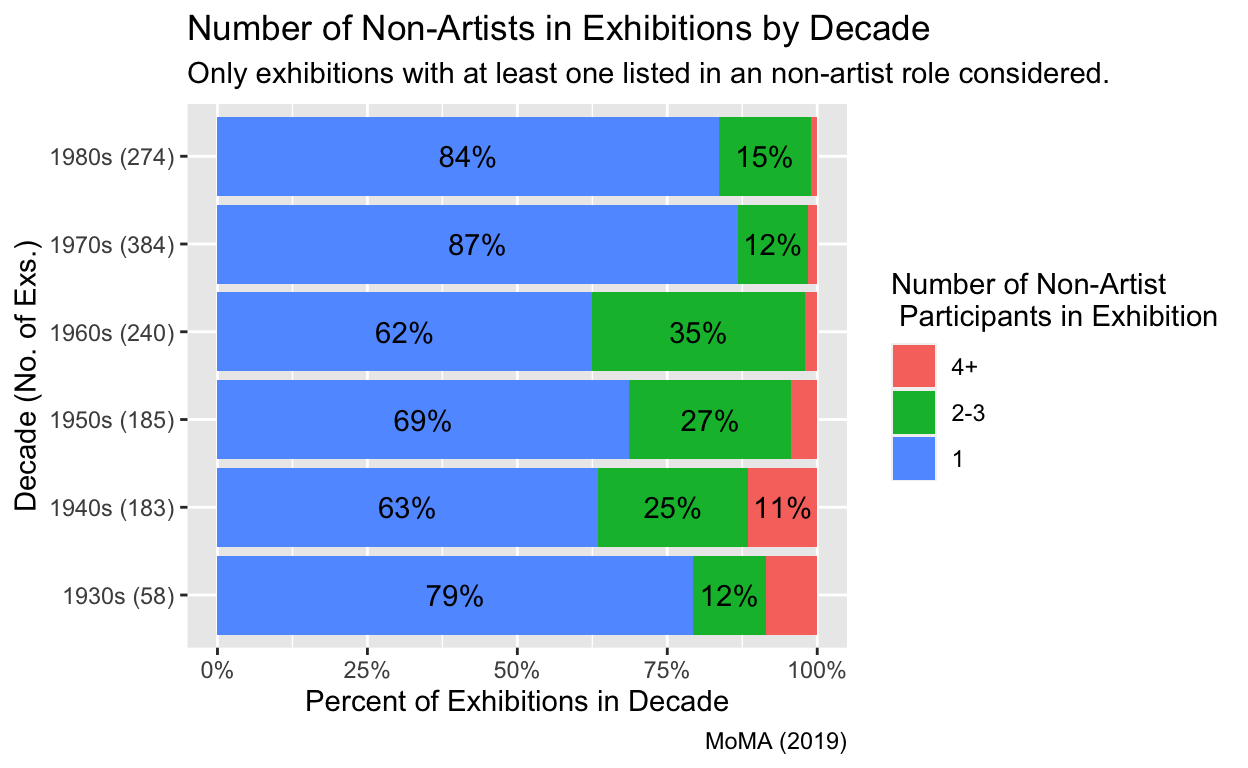 Number of Non-Artists in Exhibitions by Decade
Only exhibitions with at least one listed in an non-artist role considered.
Decade (No. of Exs.)
1980s (274)
84%
15%
1970s (384)
87%
12%
1960s (240)
62%
35%
1950s (185)
69%
27%
1940s (183)
63%
25%
11%
1930s (58)
79%
12%
0%
25%
50%
75%
100%
Percent of Exhibitions in Decade
Number of Non-Artist
Participants in Exhibition
4+
2-3
1
MoMA (2019)